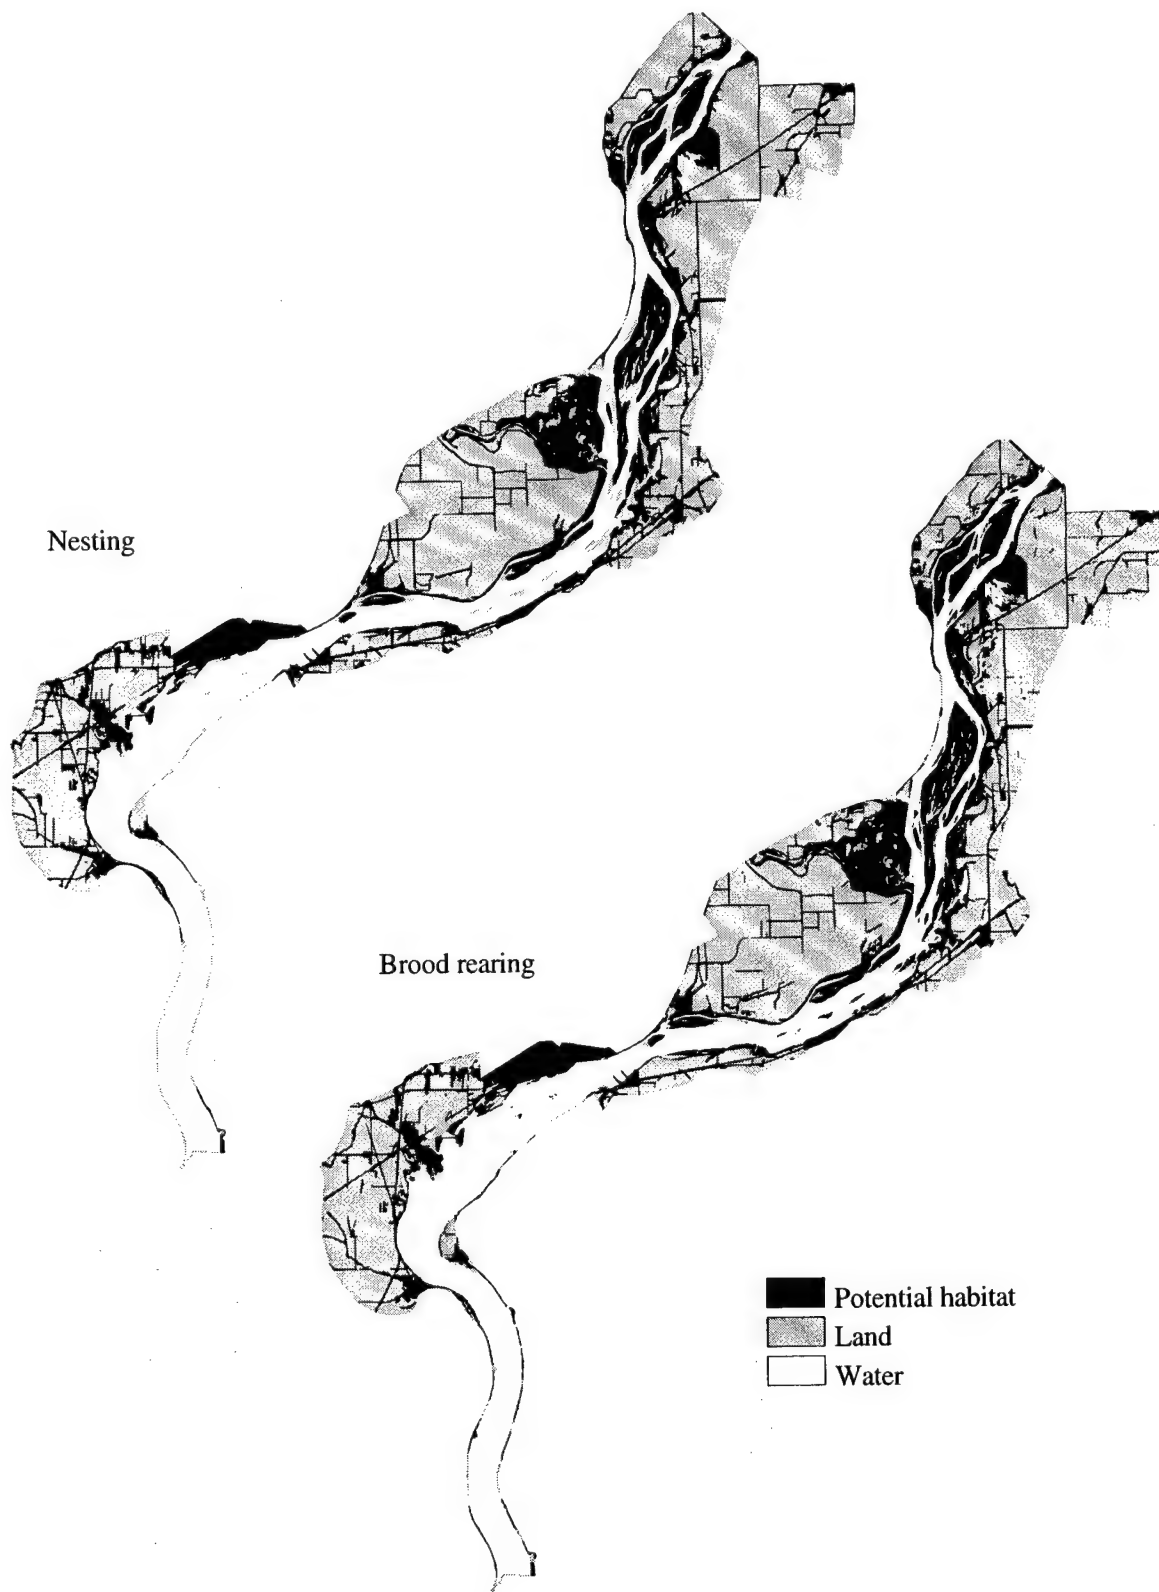 Nesting
Brood rearing
Potential habitat
Land
Water